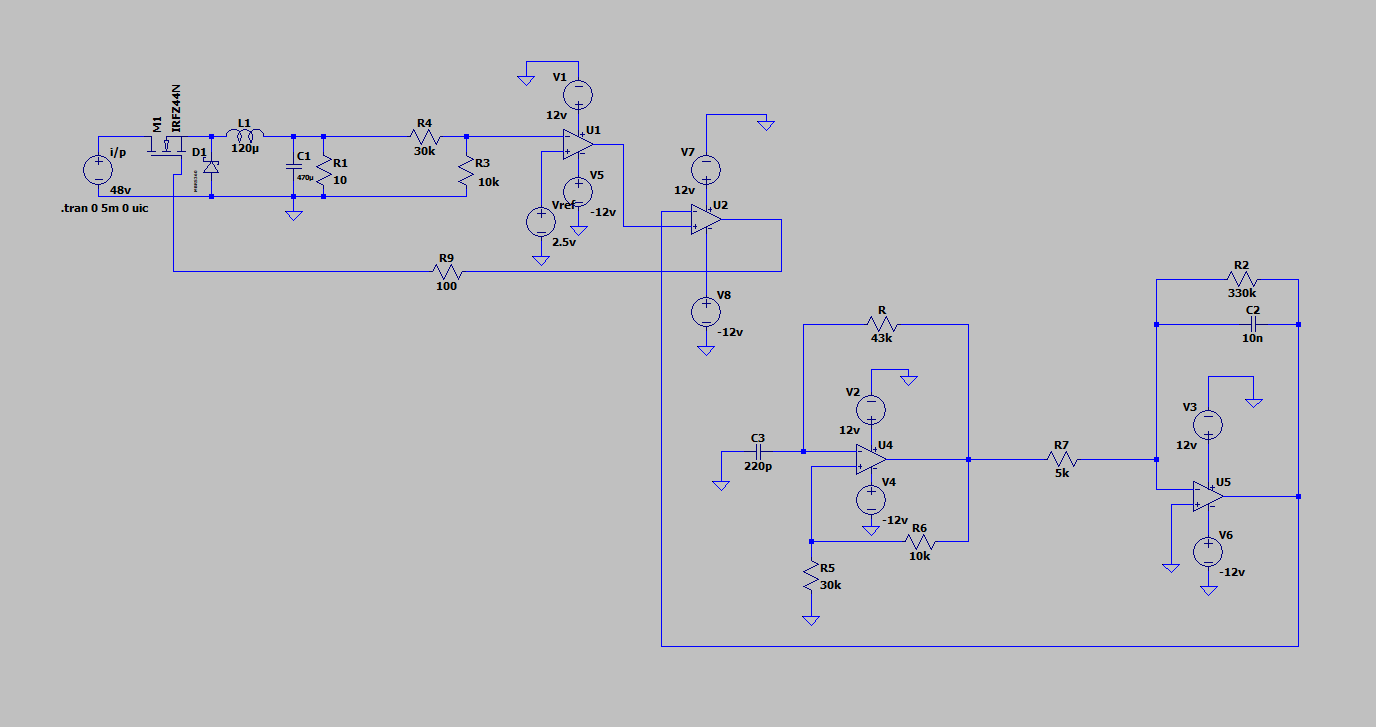 M1
IRFZ44N
i/p
48v
.tran 0 5m 0 uic
D1
L1
120µ
C1
470µ
R1
10
R4
30k
R3
10k
V1
12v
U1
V5
-12v
Vref
2.5v
V7
12v
U2
V8
-12v
R9
100
R
43k
V2
12v
C3
220p
U4
V4
-12v
R6
10k
R5
30k
R7
5k
R2
330k
C2
10n
V3
12v
U5
V6
-12v